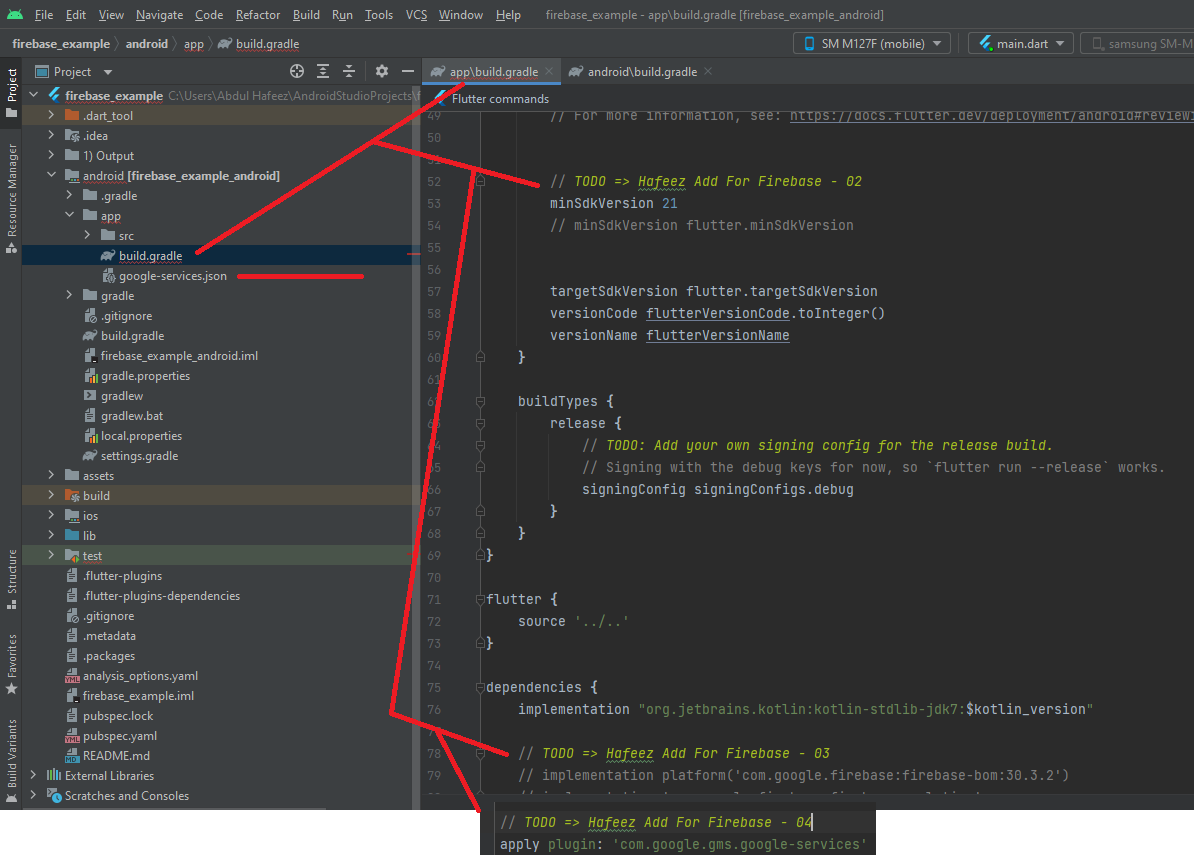 File Edit View Navigate Code Refactor Build Run Tools VCS Window Help firebase_example - app\build.gradle [firebase_example_android]
firebase_example android app build.gradle
SM M127F (mobile) main.dart samsung SM-M
Project
app\build.gradle android\build.gradle
Flutter commands
Project
Resource Manager
Structure
Favorites
Build Variants
firebase_example C:\Users\Abdul Hafeez\AndroidStudioProjects\f
.dart_tool
.idea
1) Output
android [firebase_example_android]
.gradle
app
src
build.gradle
google-services.json
gradle
.gitignore
build.gradle
firebase_example_android.iml
gradle.properties
gradlew
gradlew.bat
local.properties
settings.gradle
assets
build
ios
lib
test
.flutter-plugins
.flutter-plugins-dependencies
.gitignore
.metadata
.packages
analysis_options.yaml
firebase_example.iml
pubspec.lock
pubspec.yaml
README.md
External Libraries
Scratches and Consoles
49 // For more information, see: https://docs.flutter.dev/deployment/android#reviewi
50
51
52 // TODO => Hafeez Add For Firebase - 02
53 minSdkVersion 21
54 // minSdkVersion flutter.minSdkVersion
55
56
57 targetSdkVersion flutter.targetSdkVersion
58 versionCode flutterVersionCode.toInteger()
59 versionName flutterVersionName
60 }
61
62 buildTypes {
63 release {
64 // TODO: Add your own signing config for the release build.
65 // Signing with the debug keys for now, so `flutter run --release` works.
66 signingConfig signingConfigs.debug
67 }
68 }
69 }
70
71 flutter {
72 source '../..'
73 }
74
75 dependencies {
76 implementation "org.jetbrains.kotlin:kotlin-stdlib-jdk7:$kotlin_version"
78 // TODO => Hafeez Add For Firebase - 03
79 // implementation platform('com.google.firebase:firebase-bom:30.3.2')
// TODO => Hafeez Add For Firebase - 04
apply plugin: 'com.google.gms.google-services'